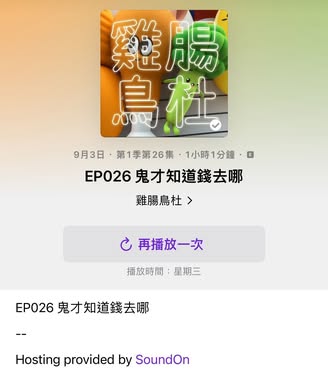 雞腸
鳥杜
9月3日・第1季第26集・1小時1分鐘・E
EP026 鬼才知道錢去哪
雞腸鳥杜 >
再播放一次
播放時間：星期三
EP026 鬼才知道錢去哪
--
Hosting provided by SoundOn